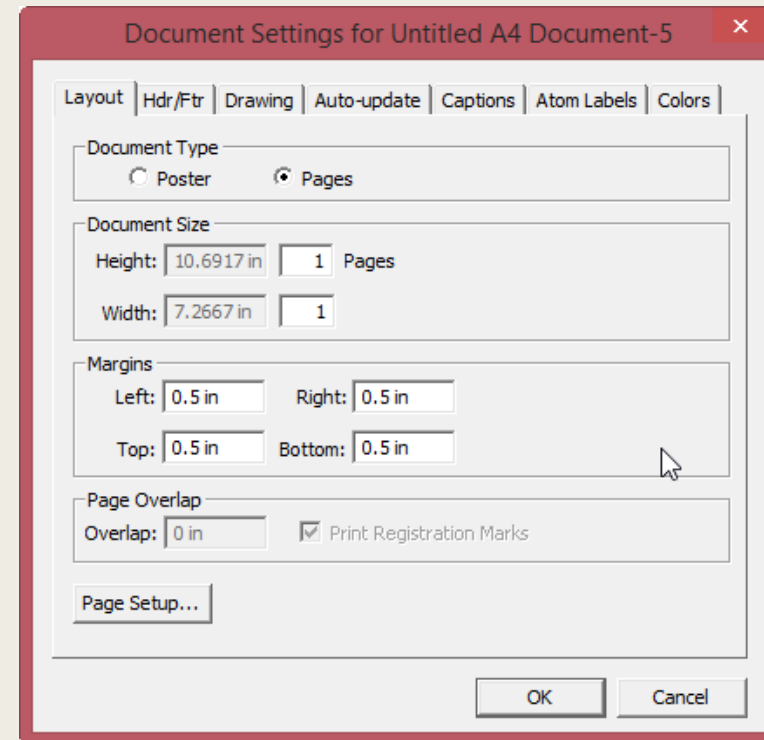 Document Settings for Untitled A4 Document-5
Layout Hdr/Ftr Drawing Auto-update Captions Atom Labels Colors
Document Type
Poster Pages
Document Size
Height: 10.6917 in 1 Pages
Width: 7.2667 in 1
Margins
Left: 0.5 in Right: 0.5 in
Top: 0.5 in Bottom: 0.5 in
Page Overlap
Overlap: 0 in Print Registration Marks
Page Setup...
OK Cancel